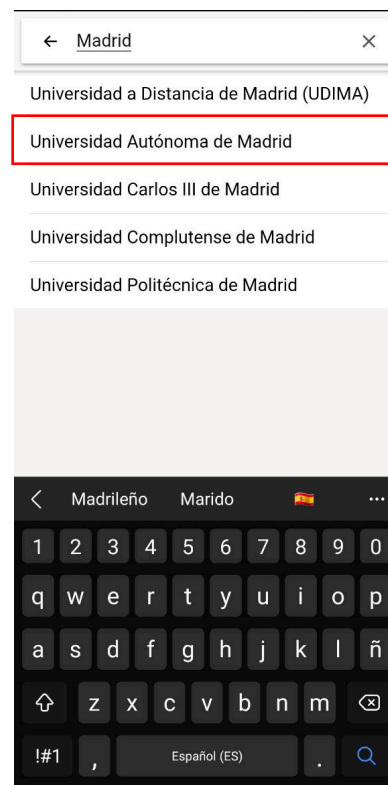 Madrid
Universidad a Distancia de Madrid (UDIMA)
Universidad Autónoma de Madrid
Universidad Carlos III de Madrid
Universidad Complutense de Madrid
Universidad Politécnica de Madrid
Madrileño Marido
1 2 3 4 5 6 7 8 9 0
q w e r t y u i o p
a s d f g h j k l ñ
z x c v b n m
!#1 , Español (ES) .